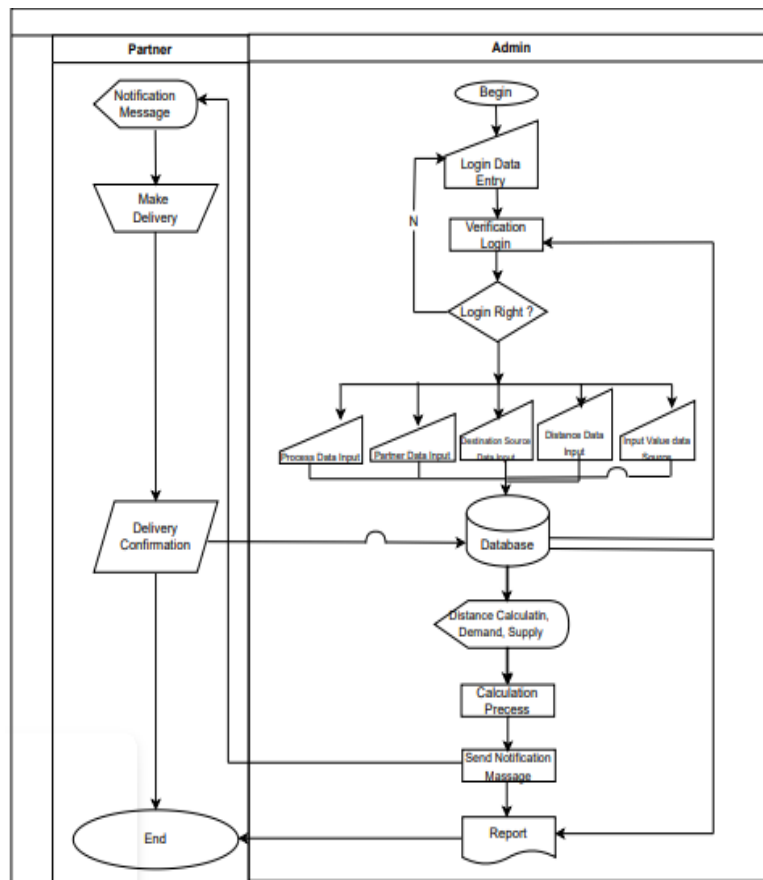 Partner
Admin
Notification
Message
Begin
Login Data
Entry
Make
Delivery
N
Verification
Login
Login Right ?
Process Data Input
Partner Data Input
Destination Source
Data Input
Distance Data
Input
Input Value data
Source
Delivery
Confirmation
Database
Distance Calculatin,
Demand, Supply
Calculation
Precess
Send Notification
Massage
Report
End